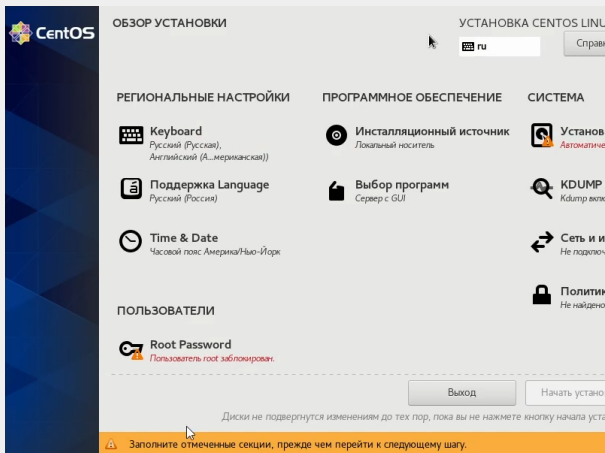 CentOS
ОБЗОР УСТАНОВКИ
УСТАНОВКА CENTOS LINU
ru
Справк
РЕГИОНАЛЬНЫЕ НАСТРОЙКИ
Keyboard
Русский (Русская),
Английский (А...мериканская))
Поддержка Language
Русский (Россия)
Time & Date
Часовой пояс Америка/Нью-Йорк
ПРОГРАММНОЕ ОБЕСПЕЧЕНИЕ
Инсталляционный источник
Локальный носитель
Выбор программ
Сервер с GUI
СИСТЕМА
Установ
Автоматиче
KDUMP
Kdump вклю
Сеть и и
Не подключ
Политик
Не найдено
ПОЛЬЗОВАТЕЛИ
Root Password
Пользователь root заблокирован.
Выход
Начать устано
Диски не подвергнутся изменениям до тех пор, пока вы не нажмете кнопку начала уста
Заполните отмеченные секции, прежде чем перейти к следующему шагу.